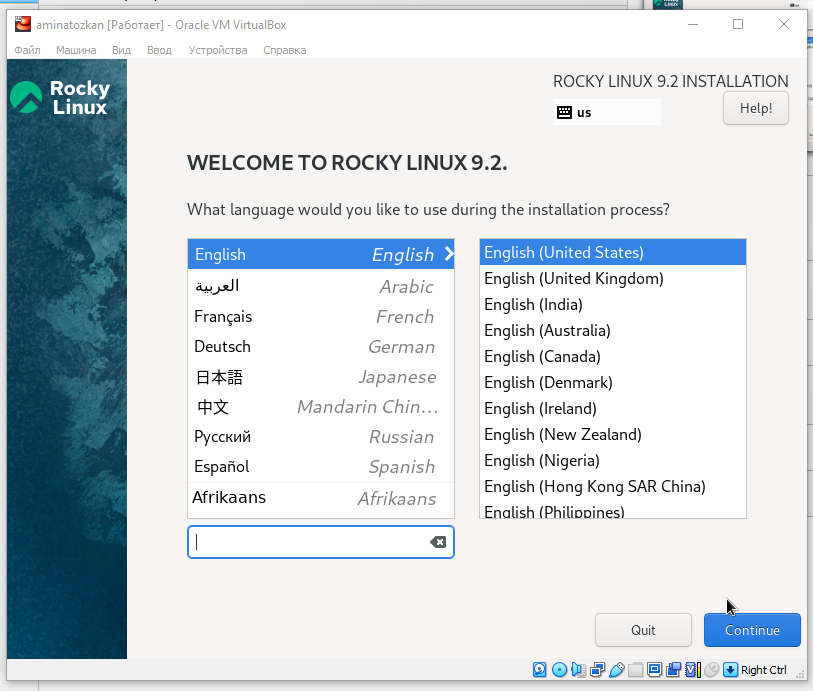 aminatozkan [Работает] - Oracle VM VirtualBox
Файл Машина Вид Ввод Устройства Справка
Rocky
Linux
ROCKY LINUX 9.2 INSTALLATION
us
Help!
WELCOME TO ROCKY LINUX 9.2.
What language would you like to use during the installation process?
English English
العربية Arabic
Français French
Deutsch German
日本語 Japanese
中文 Mandarin Chin…
Русский Russian
Español Spanish
Afrikaans Afrikaans
English (United States)
English (United Kingdom)
English (India)
English (Australia)
English (Canada)
English (Denmark)
English (Ireland)
English (New Zealand)
English (Nigeria)
English (Hong Kong SAR China)
English (Philippines)
Quit
Continue
Right Ctrl